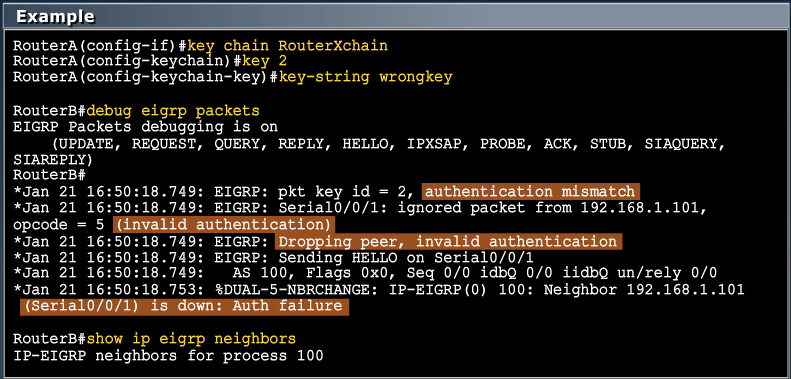 Example
RouterA(config-if)#key chain RouterXchain
RouterA(config-keychain)#key 2
RouterA(config-keychain-key)#key-string wrongkey
RouterB#debug eigrp packets
EIGRP Packets debugging is on
(UPDATE, REQUEST, QUERY, REPLY, HELLO, IPXSAP, PROBE, ACK, STUB, SIAQUERY,
SIAREPLY)
RouterB#
*Jan 21 16:50:18.749: EIGRP: pkt key id = 2, authentication mismatch
*Jan 21 16:50:18.749: EIGRP: Serial0/0/1: ignored packet from 192.168.1.101,
opcode = 5 (invalid authentication)
*Jan 21 16:50:18.749: EIGRP: Dropping peer, invalid authentication
*Jan 21 16:50:18.749: EIGRP: Sending HELLO on Serial0/0/1
*Jan 21 16:50:18.749: AS 100, Flags 0x0, Seq 0/0 idbQ 0/0 iidbQ un/rely 0/0
*Jan 21 16:50:18.753: %DUAL-5-NBRCHANGE: IP-EIGRP(0) 100: Neighbor 192.168.1.101
(Serial0/0/1) is down: Auth failure
RouterB#show ip eigrp neighbors
IP-EIGRP neighbors for process 100